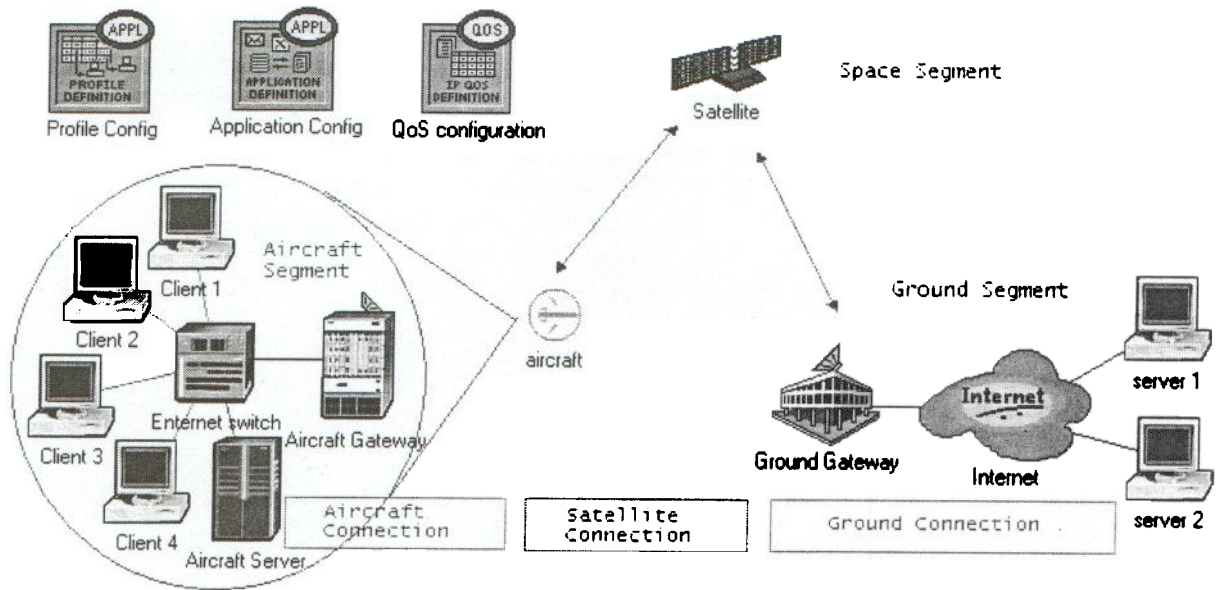 APPL
PROFILE
DEFINITION
Profile Config
APPL
APPLICATION
DEFINITION
Application Config
QOS
IP QOS
DEFINITION
QoS configuration
Satellite
Space Segment
Aircraft
Segment
Client 1
Client 2
Client 3
Client 4
Enternet switch
Aircraft Gateway
Aircraft Server
aircraft
Ground Segment
Ground Gateway
Internet
Internet
server 1
server 2
Aircraft
Connection
Satellite
Connection
Ground Connection